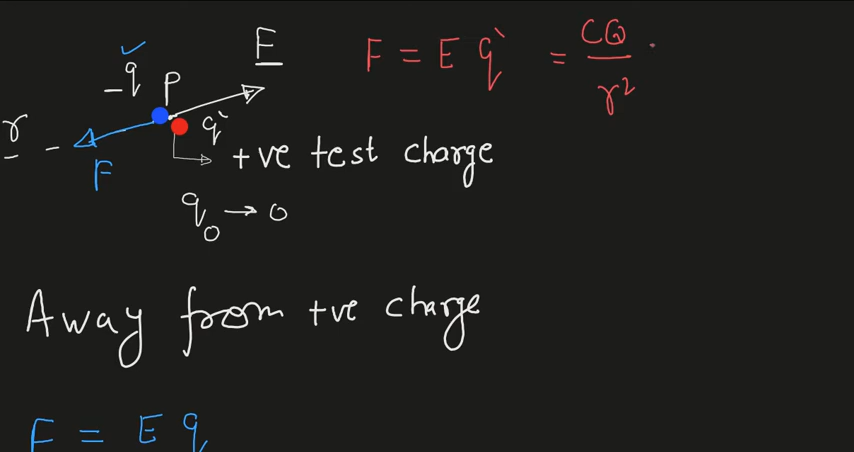 ✓
-q P E
F = E q` = CQ / r²
r - F
q`
+ve test charge
q₀ → 0
Away from +ve charge
F = E q